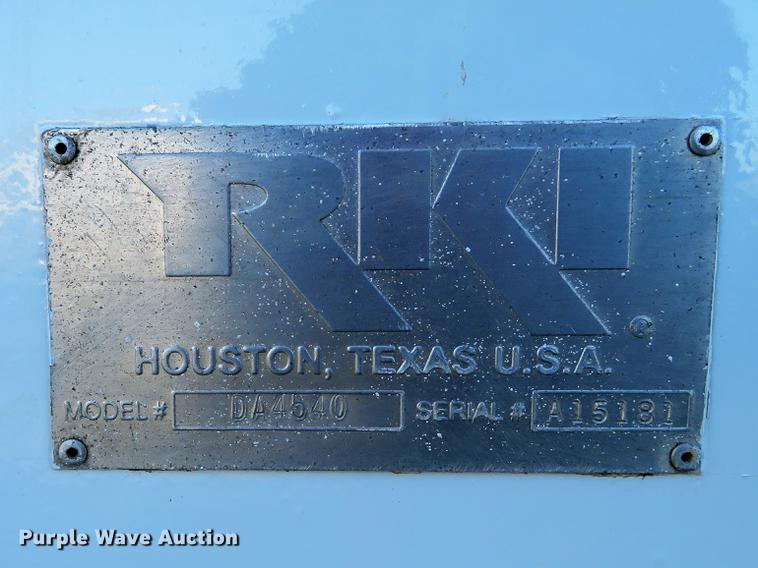 RKI
®
HOUSTON, TEXAS U.S.A.
MODEL # DA4540 SERIAL # A15181
Purple Wave Auction